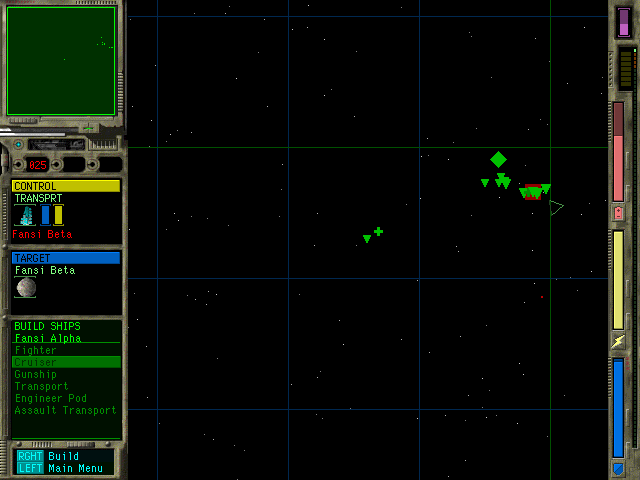 025
CONTROL
TRANSPRT
Fansi Beta
TARGET
Fansi Beta
BUILD SHIPS
Fansi Alpha
Fighter
Cruiser
Gunship
Transport
Engineer Pod
Assault Transport
RGHT Build
LEFT Main Menu